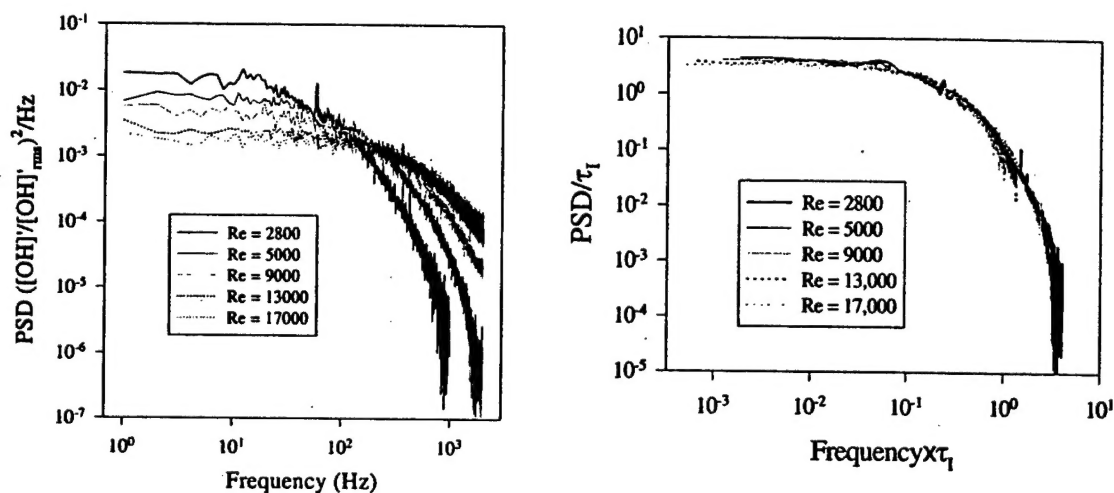 10⁻¹
10⁻²
10⁻³
10⁻⁴
10⁻⁵
10⁻⁶
10⁻⁷
PSD ([OH]'/[OH]'rms)²/Hz
Re = 2800
Re = 5000
Re = 9000
Re = 13000
Re = 17000
10⁰ 10¹ 10² 10³
Frequency (Hz)
10¹
10⁰
10⁻¹
10⁻²
10⁻³
10⁻⁴
10⁻⁵
PSD/τI
Re = 2800
Re = 5000
Re = 9000
Re = 13,000
Re = 17,000
10⁻³ 10⁻² 10⁻¹ 10⁰ 10¹
FrequencyxτI